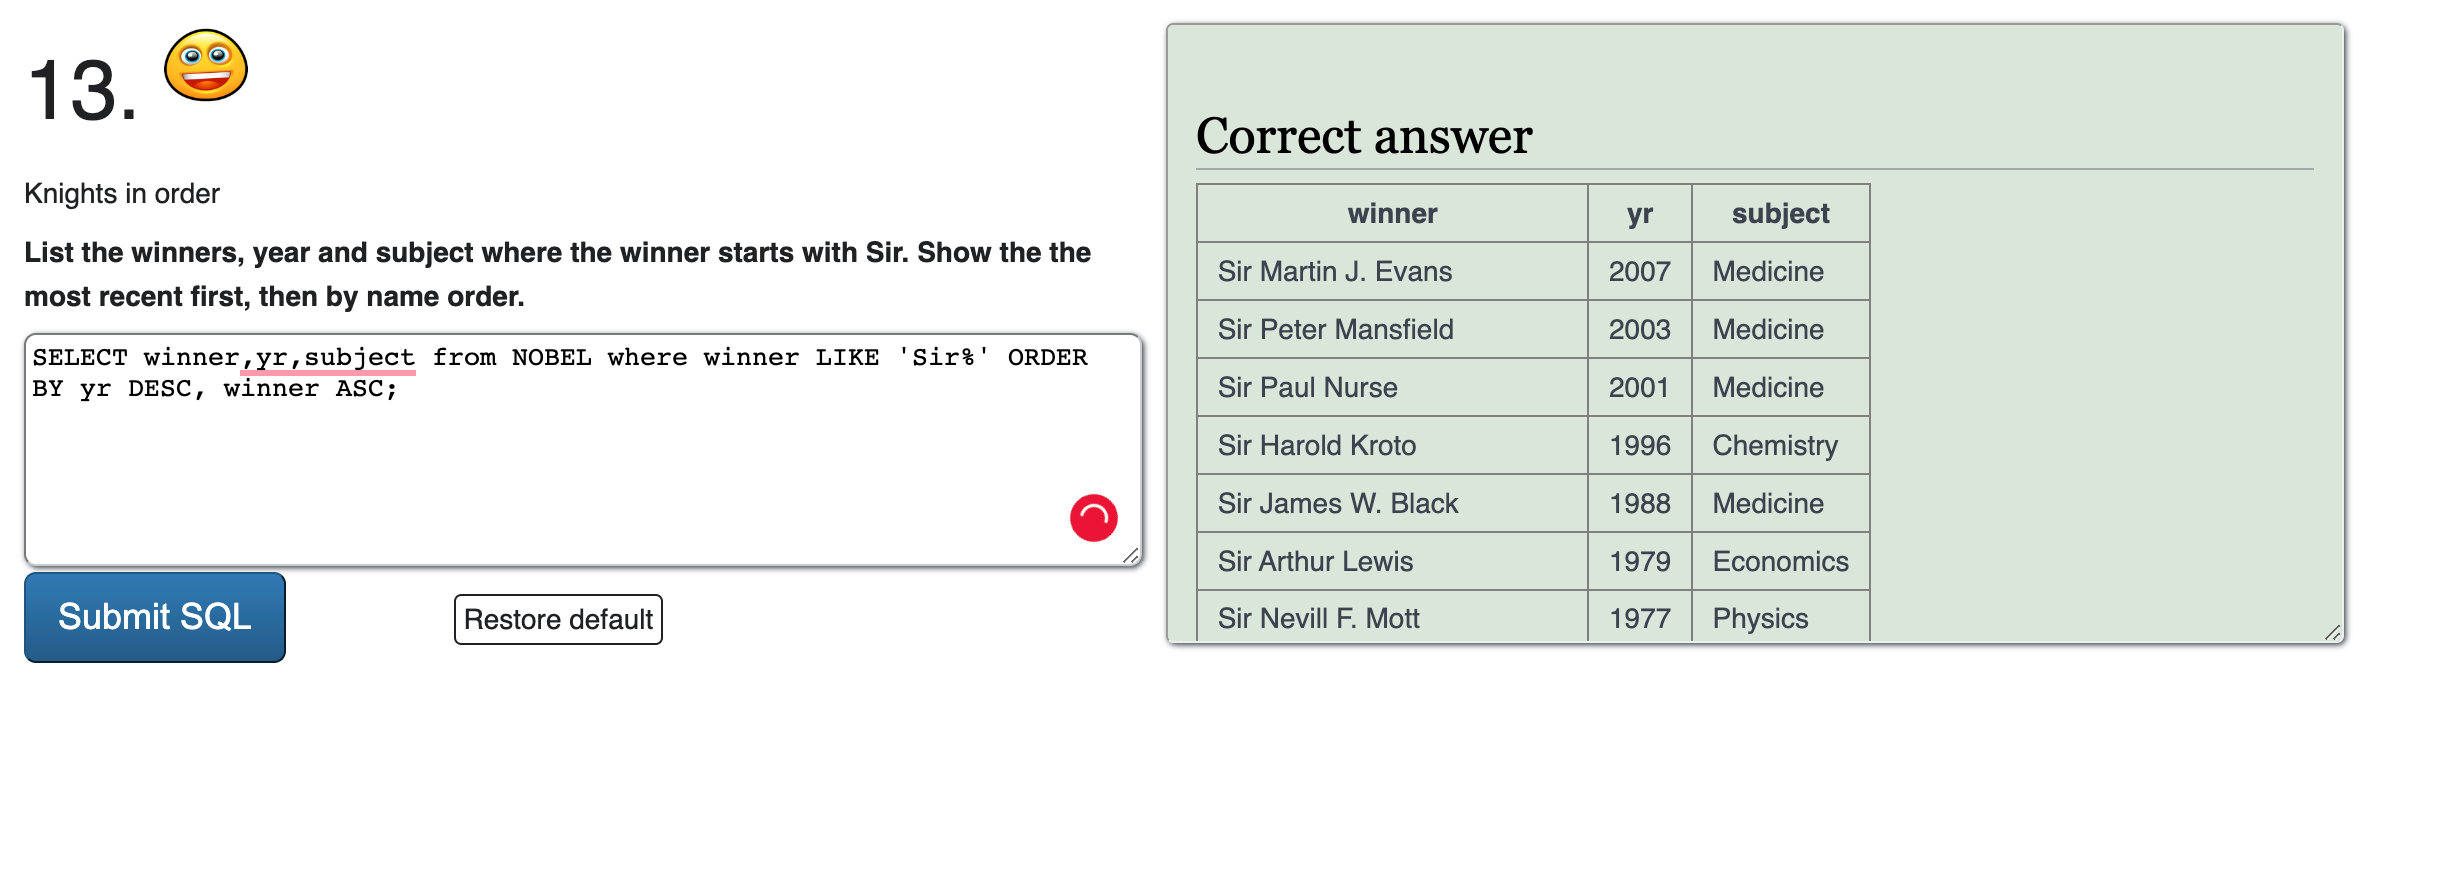 13.
Knights in order
List the winners, year and subject where the winner starts with Sir. Show the the
most recent first, then by name order.
SELECT winner,yr,subject from NOBEL where winner LIKE 'Sir%' ORDER
BY yr DESC, winner ASC;
Submit SQL
Restore default
Correct answer
winner yr subject
Sir Martin J. Evans 2007 Medicine
Sir Peter Mansfield 2003 Medicine
Sir Paul Nurse 2001 Medicine
Sir Harold Kroto 1996 Chemistry
Sir James W. Black 1988 Medicine
Sir Arthur Lewis 1979 Economics
Sir Nevill F. Mott 1977 Physics